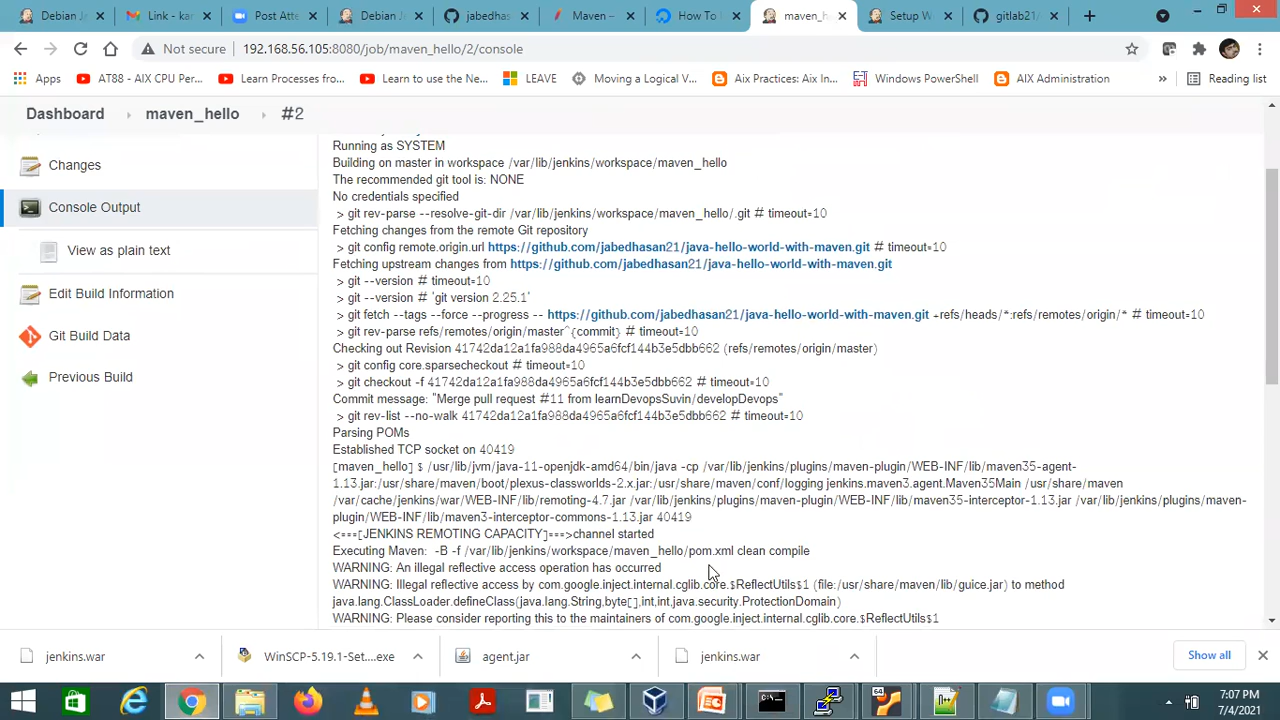 Debian J
Link - kar
Post Atte
Debian J
jabedhas
Maven –
How To
maven_h
Setup W
gitlab21/
Not secure
192.168.56.105:8080/job/maven_hello/2/console
Apps
AT88 - AIX CPU Per...
Learn Processes fro...
Learn to use the Ne...
LEAVE
Moving a Logical V...
Aix Practices: Aix In...
Windows PowerShell
AIX Administration
»
Reading list
Dashboard › maven_hello › #2
Changes
Console Output
View as plain text
Edit Build Information
Git Build Data
Previous Build
Running as SYSTEM
Building on master in workspace /var/lib/jenkins/workspace/maven_hello
The recommended git tool is: NONE
No credentials specified
> git rev-parse --resolve-git-dir /var/lib/jenkins/workspace/maven_hello/.git # timeout=10
Fetching changes from the remote Git repository
> git config remote.origin.url https://github.com/jabedhasan21/java-hello-world-with-maven.git # timeout=10
Fetching upstream changes from https://github.com/jabedhasan21/java-hello-world-with-maven.git
> git --version # timeout=10
> git --version # 'git version 2.25.1'
> git fetch --tags --force --progress -- https://github.com/jabedhasan21/java-hello-world-with-maven.git +refs/heads/*:refs/remotes/origin/* # timeout=10
> git rev-parse refs/remotes/origin/master^{commit} # timeout=10
Checking out Revision 41742da12a1fa988da4965a6fcf144b3e5dbb662 (refs/remotes/origin/master)
> git config core.sparsecheckout # timeout=10
> git checkout -f 41742da12a1fa988da4965a6fcf144b3e5dbb662 # timeout=10
Commit message: "Merge pull request #11 from learnDevopsSuvin/developDevops"
> git rev-list --no-walk 41742da12a1fa988da4965a6fcf144b3e5dbb662 # timeout=10
Parsing POMs
Established TCP socket on 40419
[maven_hello] $ /usr/lib/jvm/java-11-openjdk-amd64/bin/java -cp /var/lib/jenkins/plugins/maven-plugin/WEB-INF/lib/maven35-agent-
1.13.jar:/usr/share/maven/boot/plexus-classworlds-2.x.jar:/usr/share/maven/conf/logging jenkins.maven3.agent.Maven35Main /usr/share/maven
/var/cache/jenkins/war/WEB-INF/lib/remoting-4.7.jar /var/lib/jenkins/plugins/maven-plugin/WEB-INF/lib/maven35-interceptor-1.13.jar /var/lib/jenkins/plugins/maven-
plugin/WEB-INF/lib/maven3-interceptor-commons-1.13.jar 40419
<===[JENKINS REMOTING CAPACITY]===>channel started
Executing Maven: -B -f /var/lib/jenkins/workspace/maven_hello/pom.xml clean compile
WARNING: An illegal reflective access operation has occurred
WARNING: Illegal reflective access by com.google.inject.internal.cglib.core.$ReflectUtils$1 (file:/usr/share/maven/lib/guice.jar) to method
java.lang.ClassLoader.defineClass(java.lang.String,byte[],int,int,java.security.ProtectionDomain)
WARNING: Please consider reporting this to the maintainers of com.google.inject.internal.cglib.core.$ReflectUtils$1
jenkins.war
WinSCP-5.19.1-Set....exe
agent.jar
jenkins.war
Show all
7:07 PM
7/4/2021